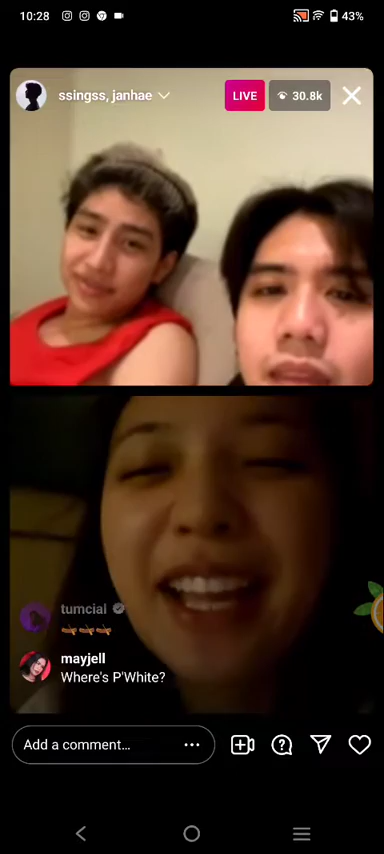 10:28
43%
ssingss, janhae
LIVE
30.8k
tumcial
mayjell
Where's P'White?
Add a comment…